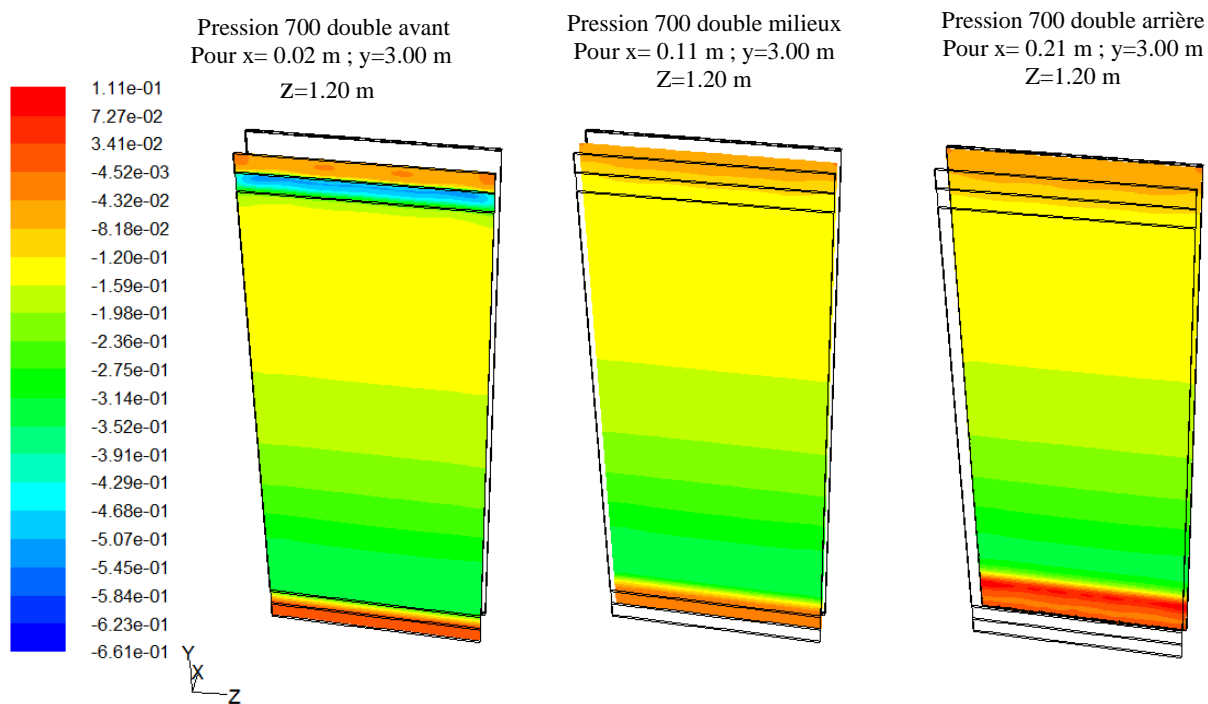 Pression 700 double avant
Pour x= 0.02 m ; y=3.00 m
Z=1.20 m
Pression 700 double milieux
Pour x= 0.11 m ; y=3.00 m
Z=1.20 m
Pression 700 double arrière
Pour x= 0.21 m ; y=3.00 m
Z=1.20 m
1.11e-01
7.27e-02
3.41e-02
-4.52e-03
-4.32e-02
-8.18e-02
-1.20e-01
-1.59e-01
-1.98e-01
-2.36e-01
-2.75e-01
-3.14e-01
-3.52e-01
-3.91e-01
-4.29e-01
-4.68e-01
-5.07e-01
-5.45e-01
-5.84e-01
-6.23e-01
-6.61e-01
Y
X
Z